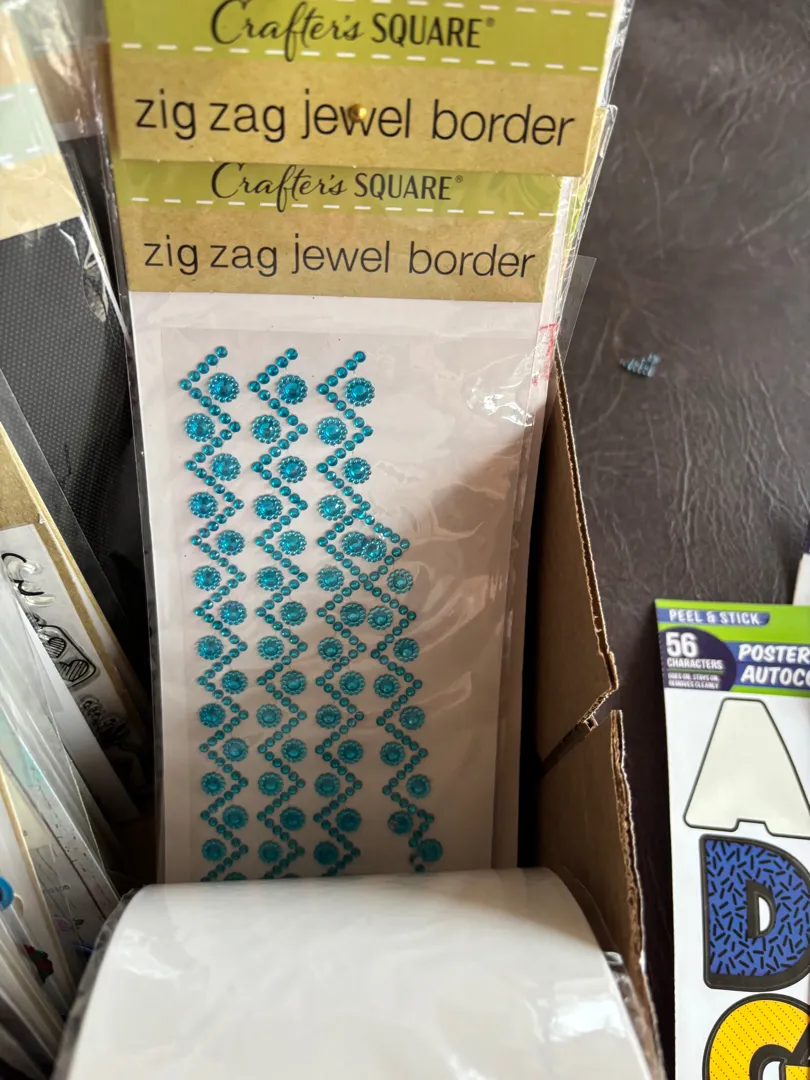 Crafter's SQUARE®
zig zag jewel border
Crafter's SQUARE®
zig zag jewel border
PEEL & STICK
56
CHARACTERS
POSTER
AUTOCO
A
D
G